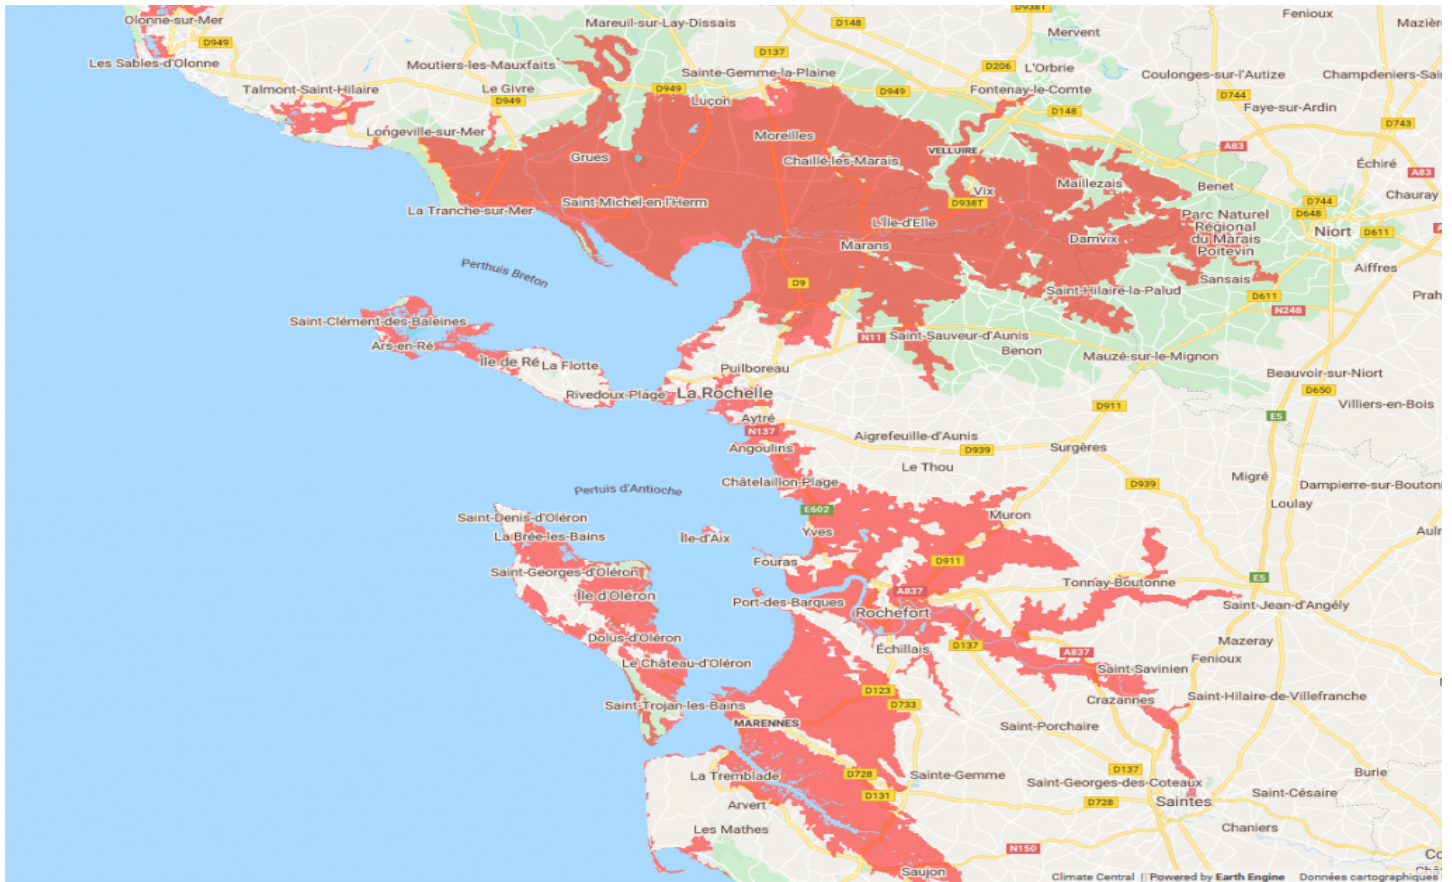 Olonne-sur-Mer
Mareuil-sur-Lay-Dissais
D148
D938T
Fenioux
Mazièr
D949
Mervent
Les Sables-d'Olonne
Moutiers-les-Mauxfaits
D137
D206
L'Orbrie
Sainte-Gemme-la-Plaine
Coulonges-sur-l'Autize
Champdeniers-Sai
Talmont-Saint-Hilaire
Le Givre
D949
D949
Luçon
D949
Fontenay-le-Comte
D148
D744
Faye-sur-Ardin
D743
Longeville-sur-Mer
Moreilles
Grues
Chaillé-les-Marais
VELLUIRE
A83
Échiré
A83
Vix
Maillezais
Benet
Chauray
La Tranche-sur-Mer
Saint-Michel-en-l'Herm
D938T
L'Île-d'Elle
Parc Naturel
Régional
du Marais
Poitevin
D744
D648
Niort
D611
Marans
Damvix
Perthuis Breton
Aiffres
Sansais
D9
Saint-Hilaire-la-Palud
D611
Prah
N248
Saint-Clément-des-Baleines
Ars-en-Ré
N11
Saint-Sauveur-d'Aunis
Benon
Mauzé-sur-le-Mignon
Île de Ré
La Flotte
Puilboreau
Beauvoir-sur-Niort
Rivedoux-Plage
La Rochelle
D650
D911
Villiers-en-Bois
E5
Aytré
N137
Aigrefeuille-d'Aunis
Angoulins
D939
Surgères
Le Thou
Migré
Châtelaillon-Plage
D939
Dampierre-sur-Bouton
Pertuis d'Antioche
Loulay
Saint-Denis-d'Oléron
E602
Muron
La Brée-les-Bains
Île-d'Aix
Yves
Auln
Fouras
D911
Saint-Georges-d'Oléron
E5
Tonnay-Boutonne
Île d'Oléron
A837
Port-des-Barques
Rochefort
Saint-Jean-d'Angély
Dolus-d'Oléron
Échillais
D137
A837
Mazeray
Fenioux
Le Château-d'Oléron
Saint-Savinien
D123
Saint-Trojan-les-Bains
D733
Crazannes
Saint-Hilaire-de-Villefranche
MARENNES
Saint-Porchaire
La Tremblade
D728
Sainte-Gemme
D137
Saint-Georges-des-Coteaux
Burie
D131
D728
Saintes
Saint-Césaire
Arvert
Les Mathes
Chaniers
N150
Co
Saujon
Climate Central || Powered by Earth Engine Données cartographiques